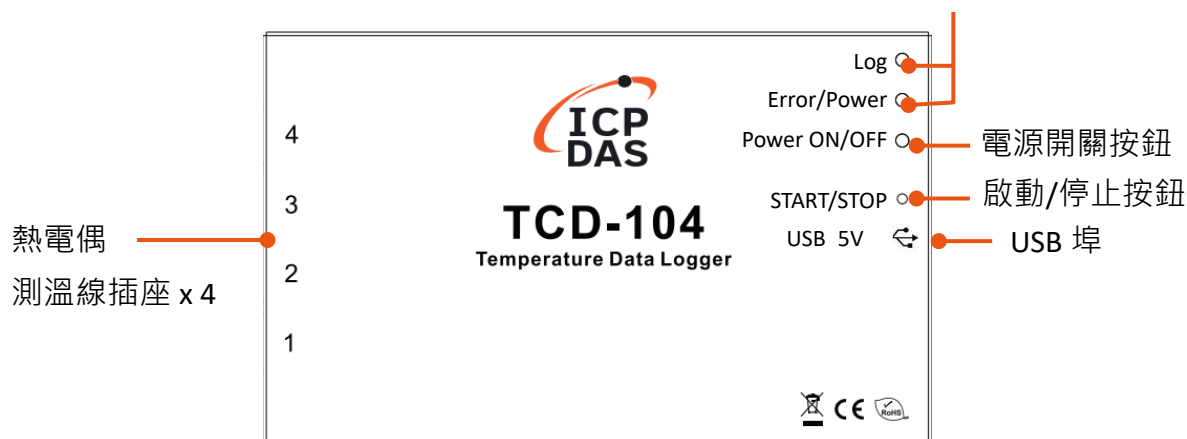 Log
Error/Power
ICP
DAS
4
Power ON/OFF
電源開關按鈕
3
START/STOP
啟動/停止按鈕
TCD-104
熱電偶
USB 5V
USB 埠
Temperature Data Logger
2
測溫線插座 x 4
1
CE
RoHS